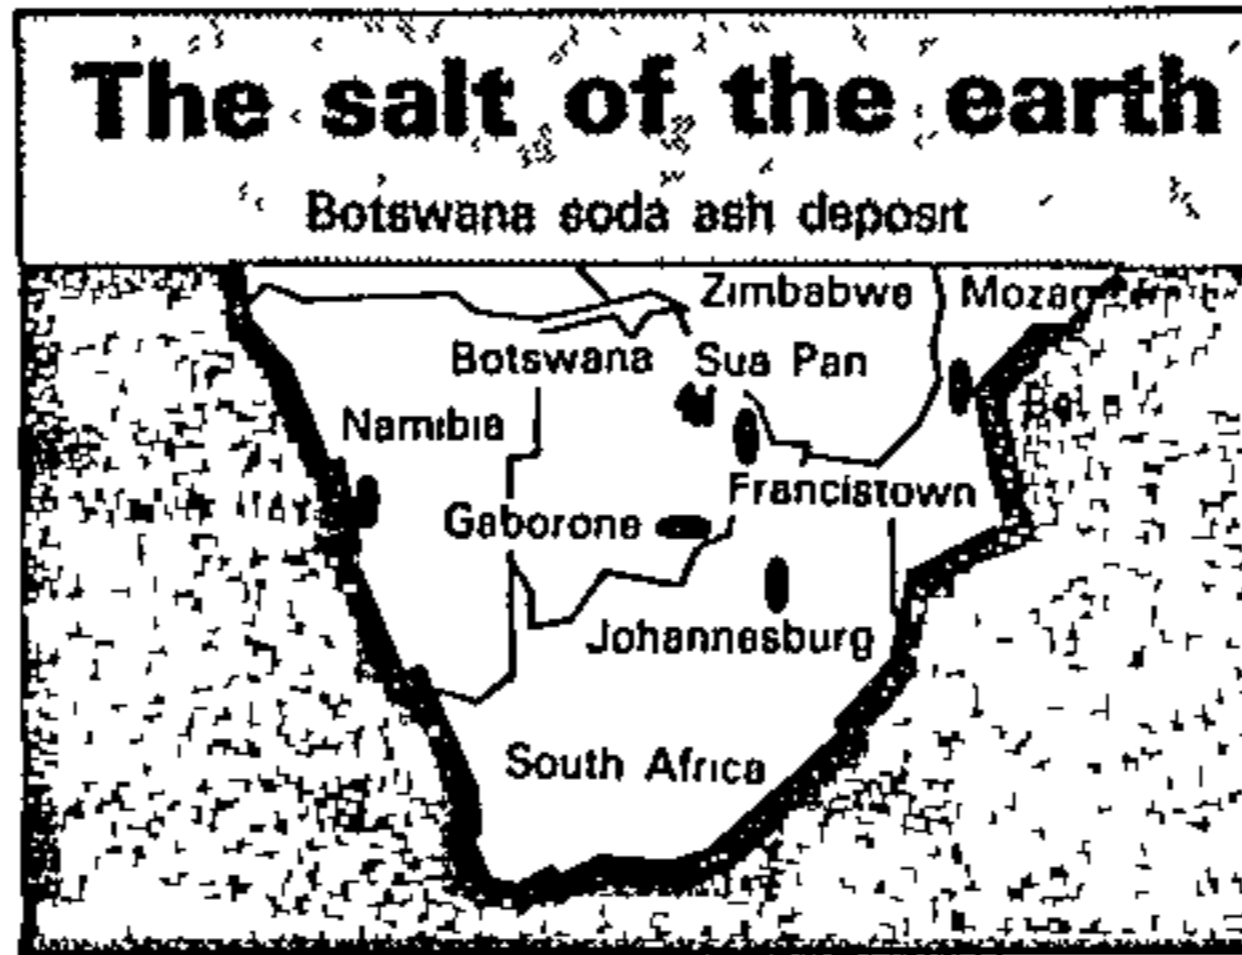 The salt of the earth
Botswana soda ash deposit
Zimbabwe
Botswana
Sua Pan
Namibia
Francistown
Gaborone
Johannesburg
South Africa